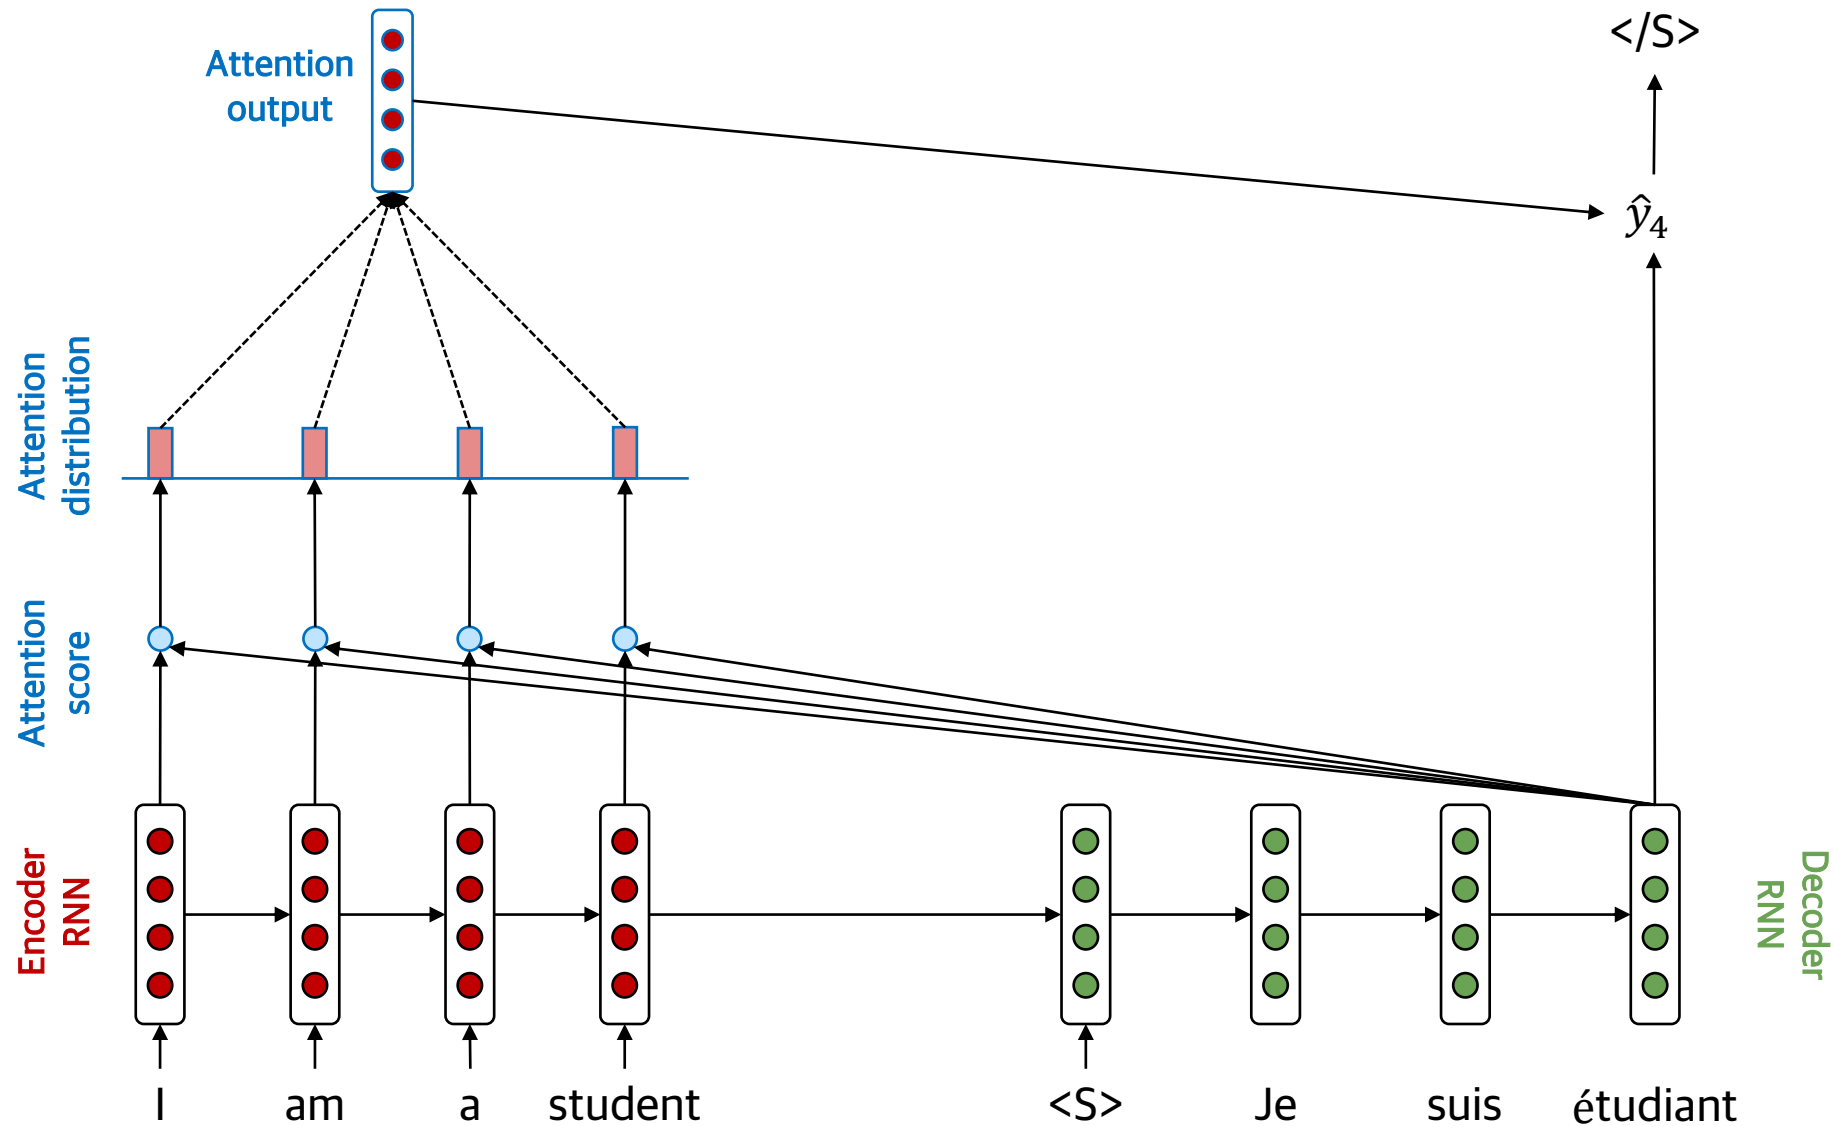 Attention
output
</S>
ŷ₄
Attention
distribution
Attention
score
Encoder
RNN
Decoder
RNN
I am a student <S> Je suis étudiant